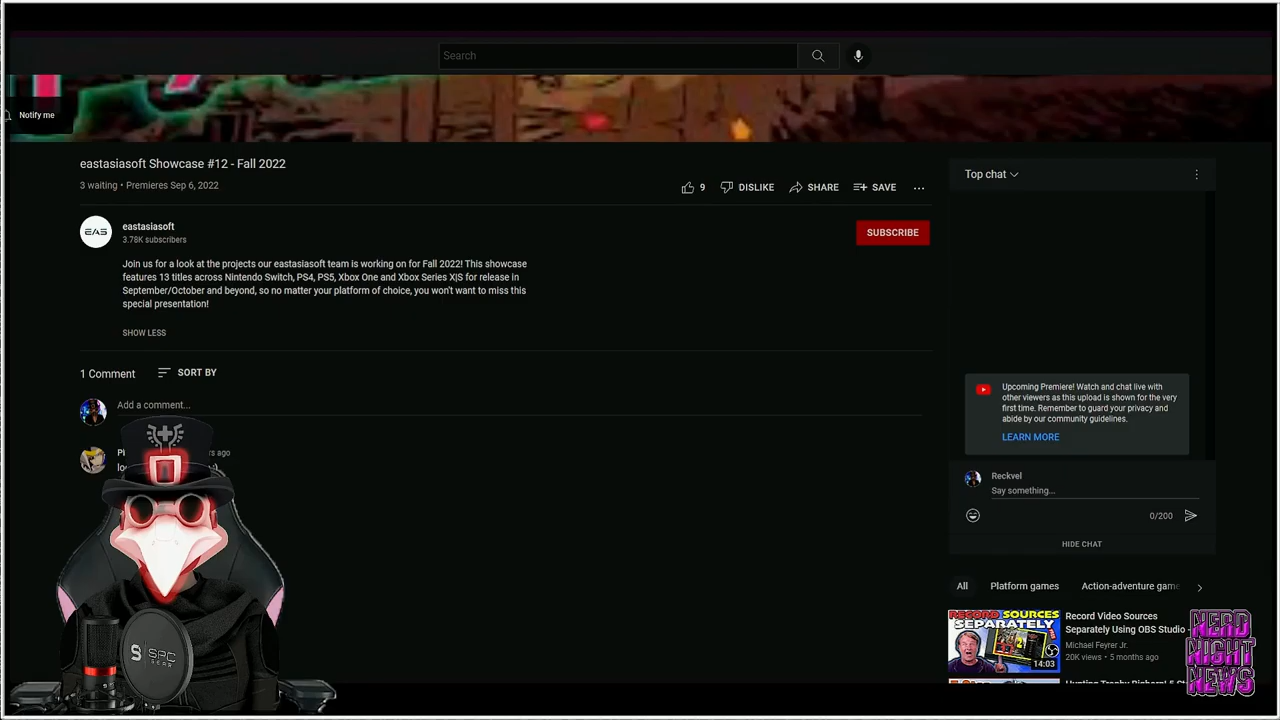 Search
Notify me
eastasiasoft Showcase #12 - Fall 2022
3 waiting • Premieres Sep 6, 2022
9
DISLIKE
SHARE
SAVE
EAS
eastasiasoft
3.78K subscribers
SUBSCRIBE
Join us for a look at the projects our eastasiasoft team is working on for Fall 2022! This showcase
features 13 titles across Nintendo Switch, PS4, PS5, Xbox One and Xbox Series X|S for release in
September/October and beyond, so no matter your platform of choice, you won't want to miss this
special presentation!
SHOW LESS
1 Comment
SORT BY
Add a comment...
ago
Top chat
Upcoming Premiere! Watch and chat live with
other viewers as this upload is shown for the very
first time. Remember to guard your privacy and
abide by our community guidelines.
LEARN MORE
Reckvel
Say something...
0/200
HIDE CHAT
All
Platform games
Action-adventure game
RECORD SOURCES
SEPARATELY
14:03
Record Video Sources
Separately Using OBS Studio -
Michael Feyrer Jr.
20K views • 5 months ago
NERD
NIGHT
NEWS
S SPC
GEAR